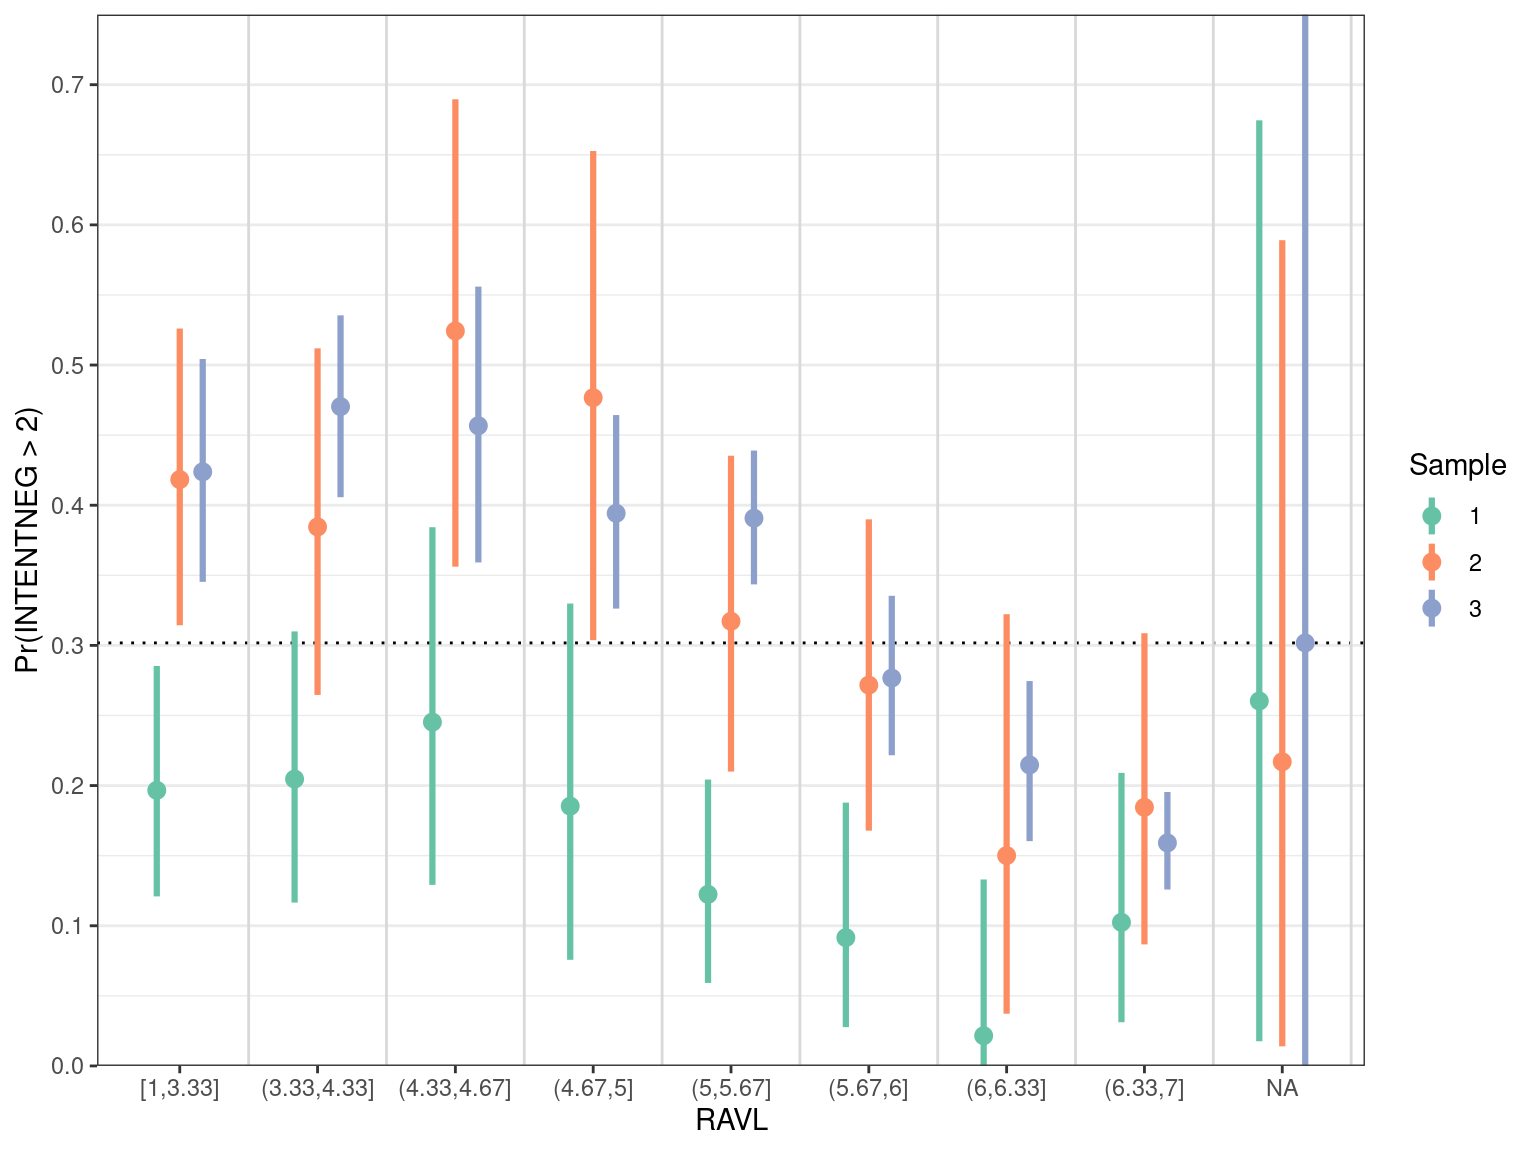 0.7
0.6
0.5
0.4
0.3
0.2
0.1
0.0
Pr(INTENTNEG > 2)
[1,3.33] (3.33,4.33] (4.33,4.67] (4.67,5] (5,5.67] (5.67,6] (6,6.33] (6.33,7] NA
RAVL
Sample
1
2
3